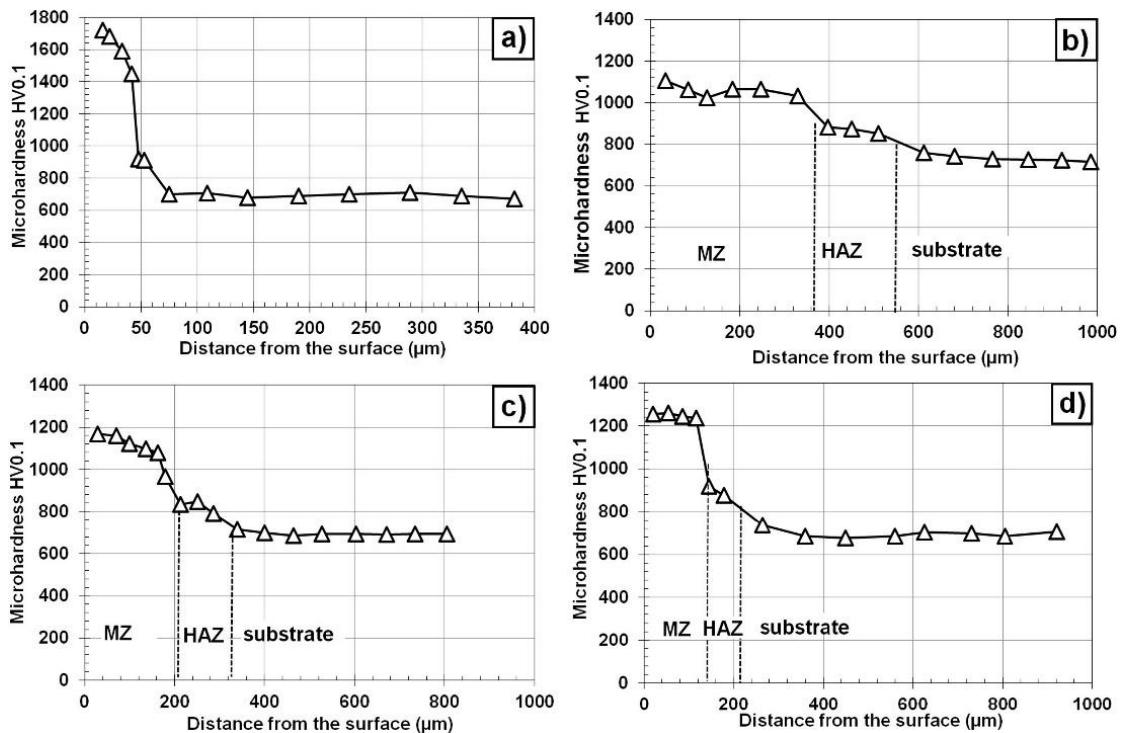 a)
Microhardness HV0.1
1800
1600
1400
1200
1000
800
600
400
200
0
0 50 100 150 200 250 300 350 400
Distance from the surface (µm)
b)
Microhardness HV0.1
1400
1200
1000
800
600
400
200
0
MZ HAZ substrate
0 200 400 600 800 1000
Distance from the surface (µm)
c)
Microhardness HV0.1
1400
1200
1000
800
600
400
200
0
MZ HAZ substrate
0 200 400 600 800 1000
Distance from the surface (µm)
d)
Microhardness HV0.1
1400
1200
1000
800
600
400
200
0
MZ HAZ substrate
0 200 400 600 800 1000
Distance from the surface (µm)